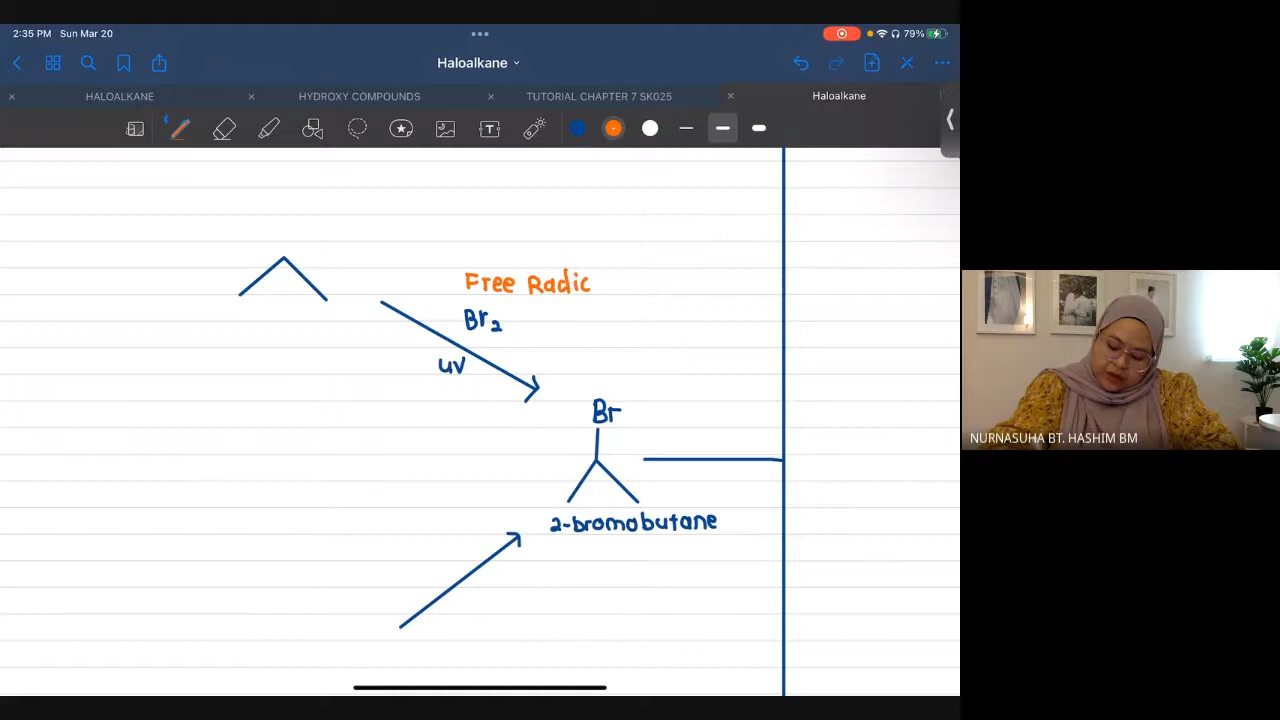 2:35 PM Sun Mar 20
79%
Haloalkane
HALOALKANE
HYDROXY COMPOUNDS
TUTORIAL CHAPTER 7 SK025
Haloalkane
Free Radic
Br2
uv
Br
2-bromobutane
NURNASUHA BT. HASHIM BM